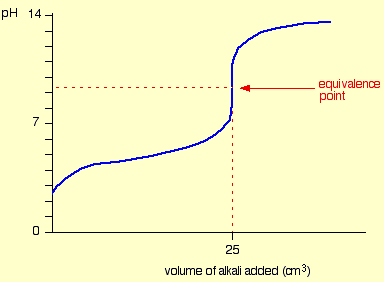 pH
14
equivalence
point
7
0
25
volume of alkali added (cm³)